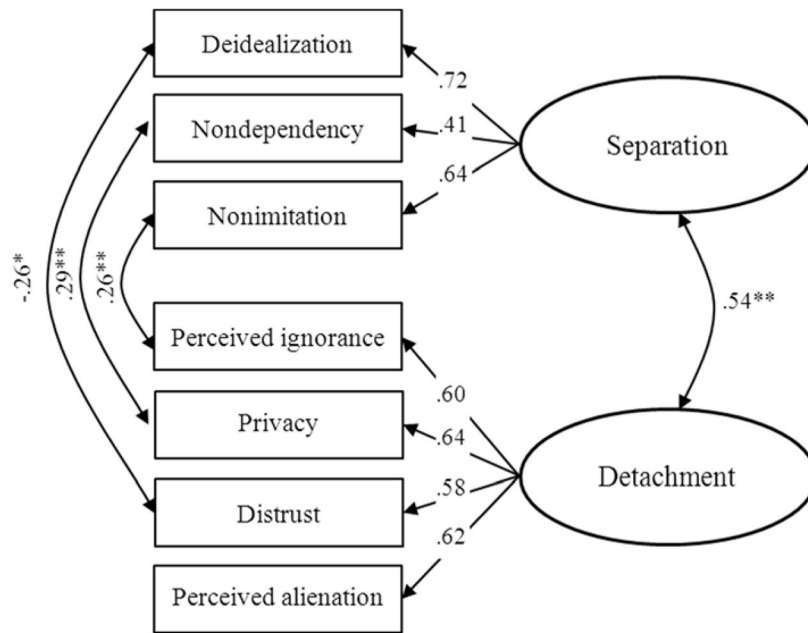 Deidealization
.72
Nondependency
.41
Separation
.64
Nonimitation
-.26*
.29**
.26**
.54**
Perceived ignorance
.60
Privacy
.64
Detachment
.58
Distrust
.62
Perceived alienation